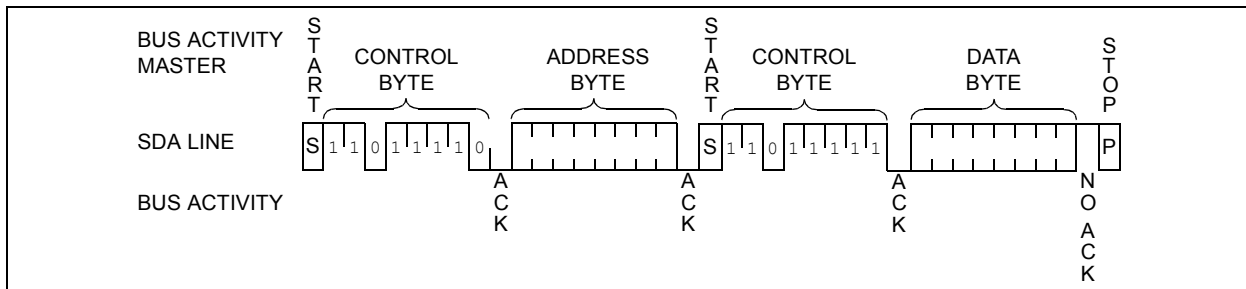 BUS ACTIVITY
MASTER
START
CONTROL
BYTE
ADDRESS
BYTE
START
CONTROL
BYTE
DATA
BYTE
STOP
SDA LINE
S 1 1 0 1 1 1 1 0
S 1 1 0 1 1 1 1 1
P
BUS ACTIVITY
ACK
ACK
ACK
NO ACK